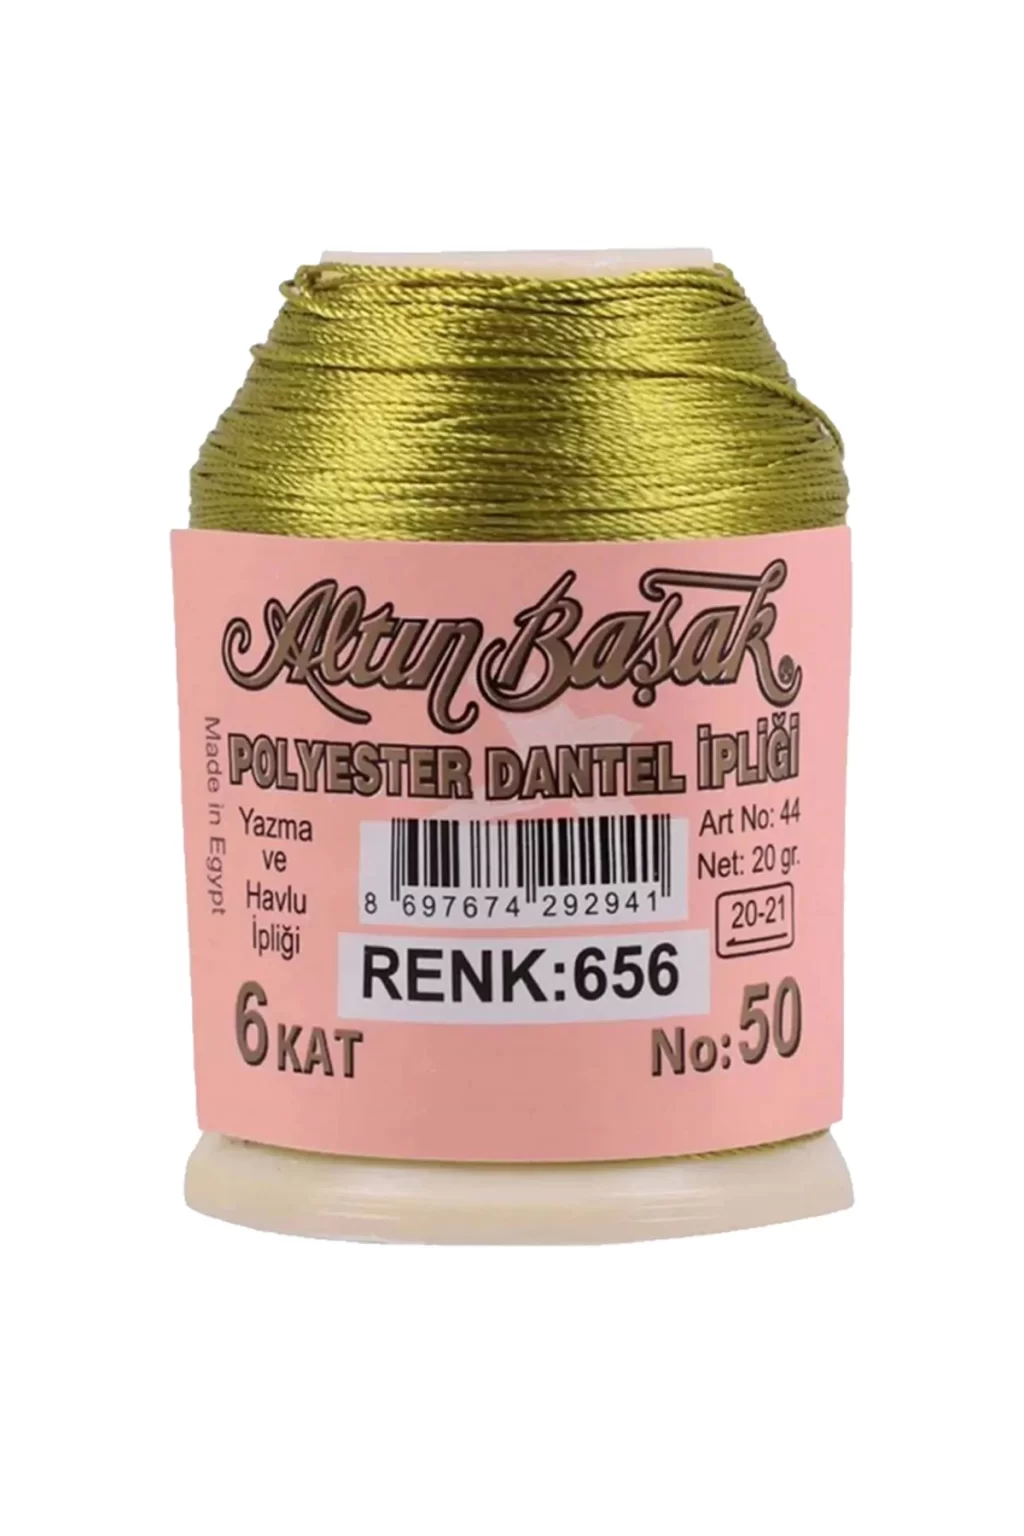 Altın Başak
POLYESTER DANTEL İPLİĞİ
Made in Egypt
Yazma
ve
Havlu
İpliği
8 697674 292941
Art No: 44
Net: 20 gr.
20-21
RENK:656
6 KAT
No:50